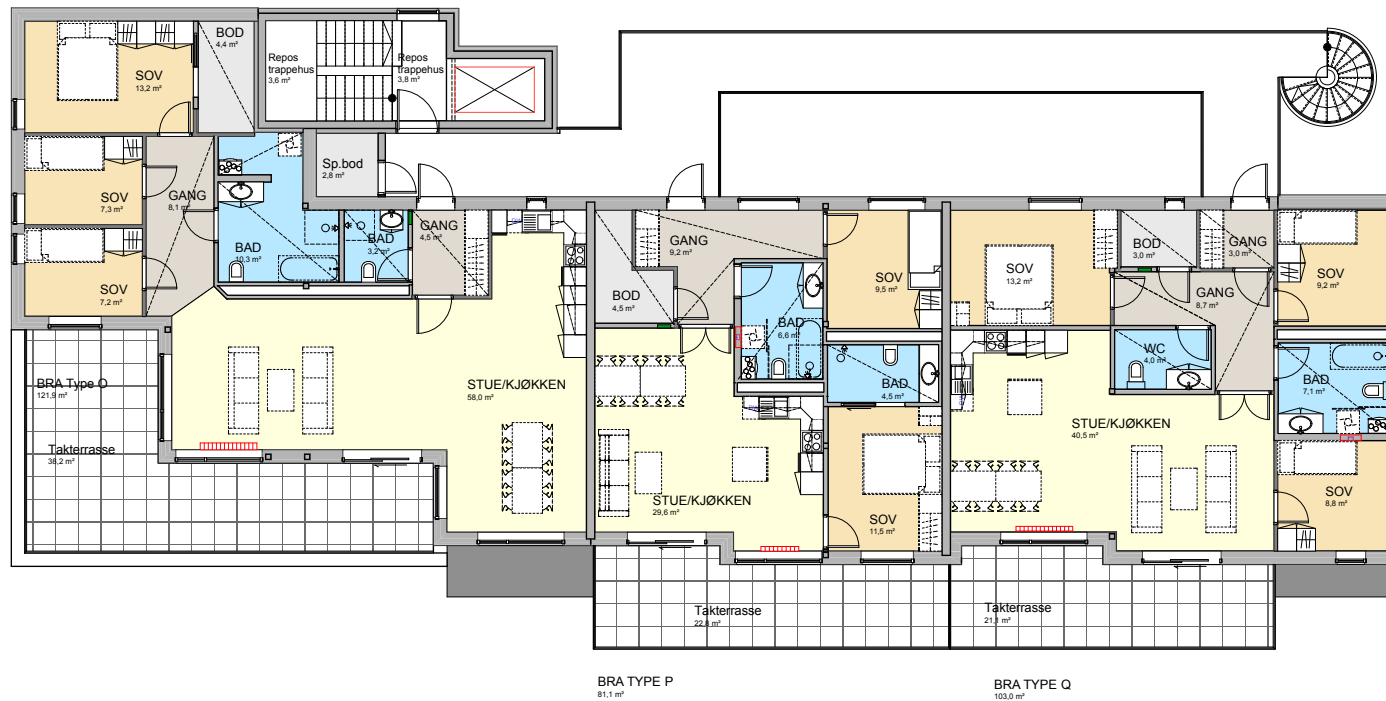 BOD
4,4 m²
SOV
13,2 m²
Repos
trappehus
3,6 m²
Repos
trappehus
3,8 m²
SOV
7,3 m²
GANG
8,1 m²
Sp.bod
2,8 m²
BAD
10,3 m²
BAD
3,2 m²
GANG
4,5 m²
SOV
7,2 m²
BRA Type O
121,9 m²
Takterrasse
38,2 m²
STUE/KJØKKEN
58,0 m²
GANG
9,2 m²
BOD
4,5 m²
BAD
6,6 m²
SOV
9,5 m²
BAD
4,5 m²
STUE/KJØKKEN
29,6 m²
SOV
11,5 m²
Takterrasse
22,8 m²
BRA TYPE P
81,1 m²
SOV
13,2 m²
BOD
3,0 m²
GANG
3,0 m²
GANG
8,7 m²
WC
4,0 m²
STUE/KJØKKEN
40,5 m²
SOV
9,2 m²
BAD
7,1 m²
SOV
8,8 m²
Takterrasse
21,1 m²
BRA TYPE Q
103,0 m²